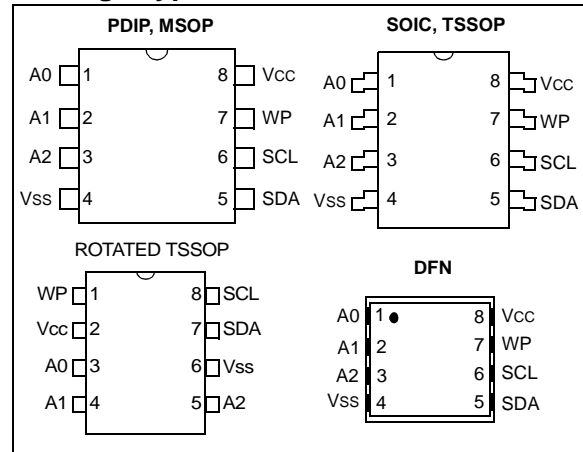 PDIP, MSOP
A0 1 8 VCC
A1 2 7 WP
A2 3 6 SCL
VSS 4 5 SDA
SOIC, TSSOP
A0 1 8 VCC
A1 2 7 WP
A2 3 6 SCL
VSS 4 5 SDA
ROTATED TSSOP
WP 1 8 SCL
Vcc 2 7 SDA
A0 3 6 Vss
A1 4 5 A2
DFN
A0 1 8 VCC
A1 2 7 WP
A2 3 6 SCL
VSS 4 5 SDA